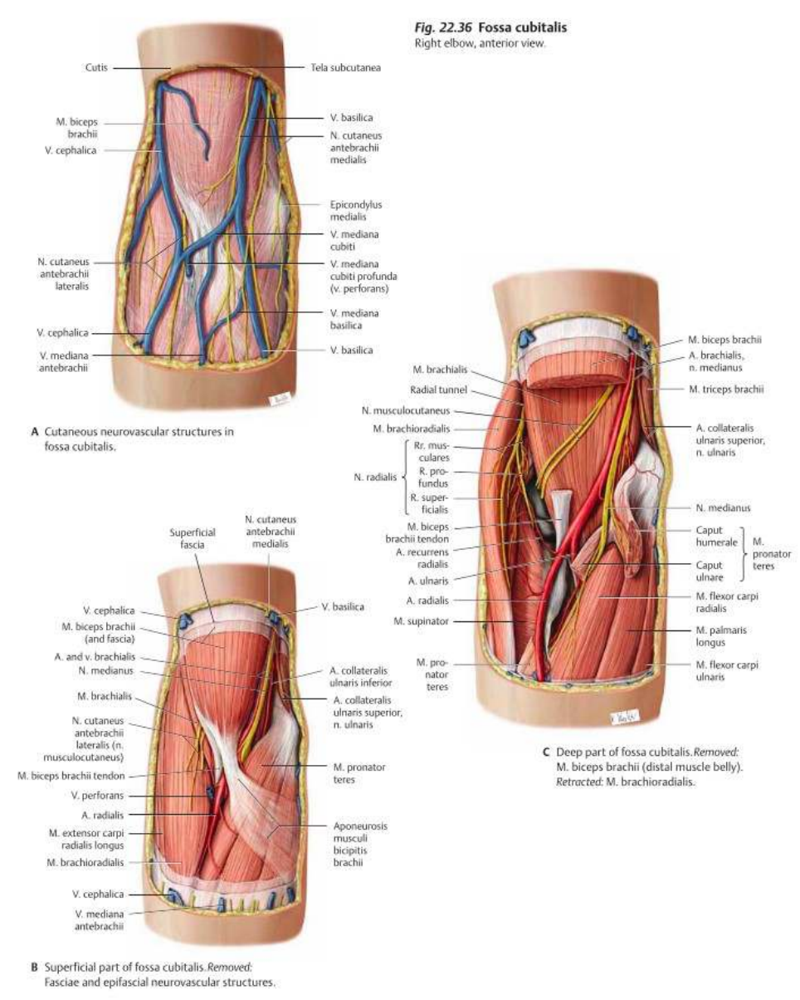 Fig. 22.36 Fossa cubitalis
Right elbow, anterior view.
Cutis
Tela subcutanea
M. biceps
brachii
V. cephalica
V. basilica
N. cutaneus
antebrachii
medialis
Epicondylus
medialis
V. mediana
cubiti
N. cutaneus
antebrachii
lateralis
V. mediana
cubiti profunda
(v. perforans)
V. mediana
basilica
V. cephalica
V. mediana
antebrachii
V. basilica
A Cutaneous neurovascular structures in
fossa cubitalis.
M. brachialis
Radial tunnel
N. musculocutaneus
M. brachioradialis
Rr. mus-
culares
N. radialis
R. pro-
fundus
R. super-
ficialis
M. biceps
brachii tendon
A. recurrens
radialis
A. ulnaris
A. radialis
M. supinator
M. pro-
nator
teres
M. biceps brachii
A. brachialis,
n. medianus
M. triceps brachii
A. collateralis
ulnaris superior,
n. ulnaris
N. medianus
Caput
humerale
M.
pronator
teres
Caput
ulnare
M. flexor carpi
radialis
M. palmaris
longus
M. flexor carpi
ulnaris
C Deep part of fossa cubitalis. Removed:
M. biceps brachii (distal muscle belly).
Retracted: M. brachioradialis.
Superficial
fascia
N. cutaneus
antebrachii
medialis
V. cephalica
M. biceps brachii
(and fascia)
A. and v. brachialis
N. medianus
M. brachialis
N. cutaneus
antebrachii
lateralis (n.
musculocutaneus)
M. biceps brachii tendon
V. perforans
A. radialis
M. extensor carpi
radialis longus
M. brachioradialis
V. cephalica
V. mediana
antebrachii
V. basilica
A. collateralis
ulnaris inferior
A. collateralis
ulnaris superior,
n. ulnaris
M. pronator
teres
Aponeurosis
musculi
bicipitis
brachii
B Superficial part of fossa cubitalis. Removed:
Fasciae and epifascial neurovascular structures.